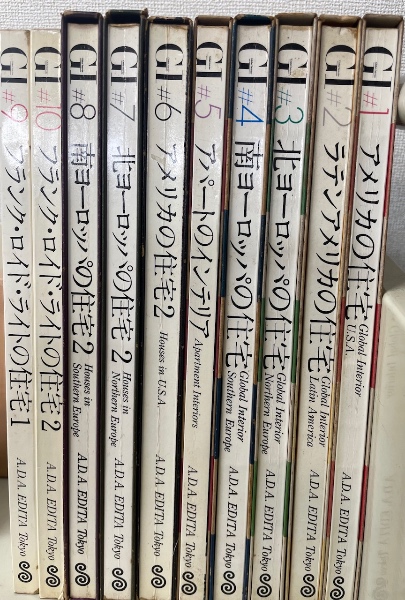 GI #9 フランク・ロイド・ライトの住宅 1
GI #10 フランク・ロイド・ライトの住宅 2 A.D.A. EDITA Tokyo
GI #8 南ヨーロッパの住宅 2 Houses in Southern Europe A.D.A. EDITA Tokyo
GI #7 北ヨーロッパの住宅 2 Houses in Northern Europe A.D.A. EDITA Tokyo
GI #6 アメリカの住宅 2 Houses in U.S.A. A.D.A. EDITA Tokyo
GI #5 アパートのインテリア Apartment Interiors A.D.A. EDITA Tokyo
GI #4 南ヨーロッパの住宅 Global Interior Southern Europe A.D.A. EDITA Tokyo
GI #3 北ヨーロッパの住宅 Global Interior Northern Europe A.D.A. EDITA Tokyo
GI #2 ラテンアメリカの住宅 Global Interior Latin America A.D.A. EDITA Tokyo
GI #1 アメリカの住宅 Global Interior U.S.A. A.D.A. EDITA Tokyo